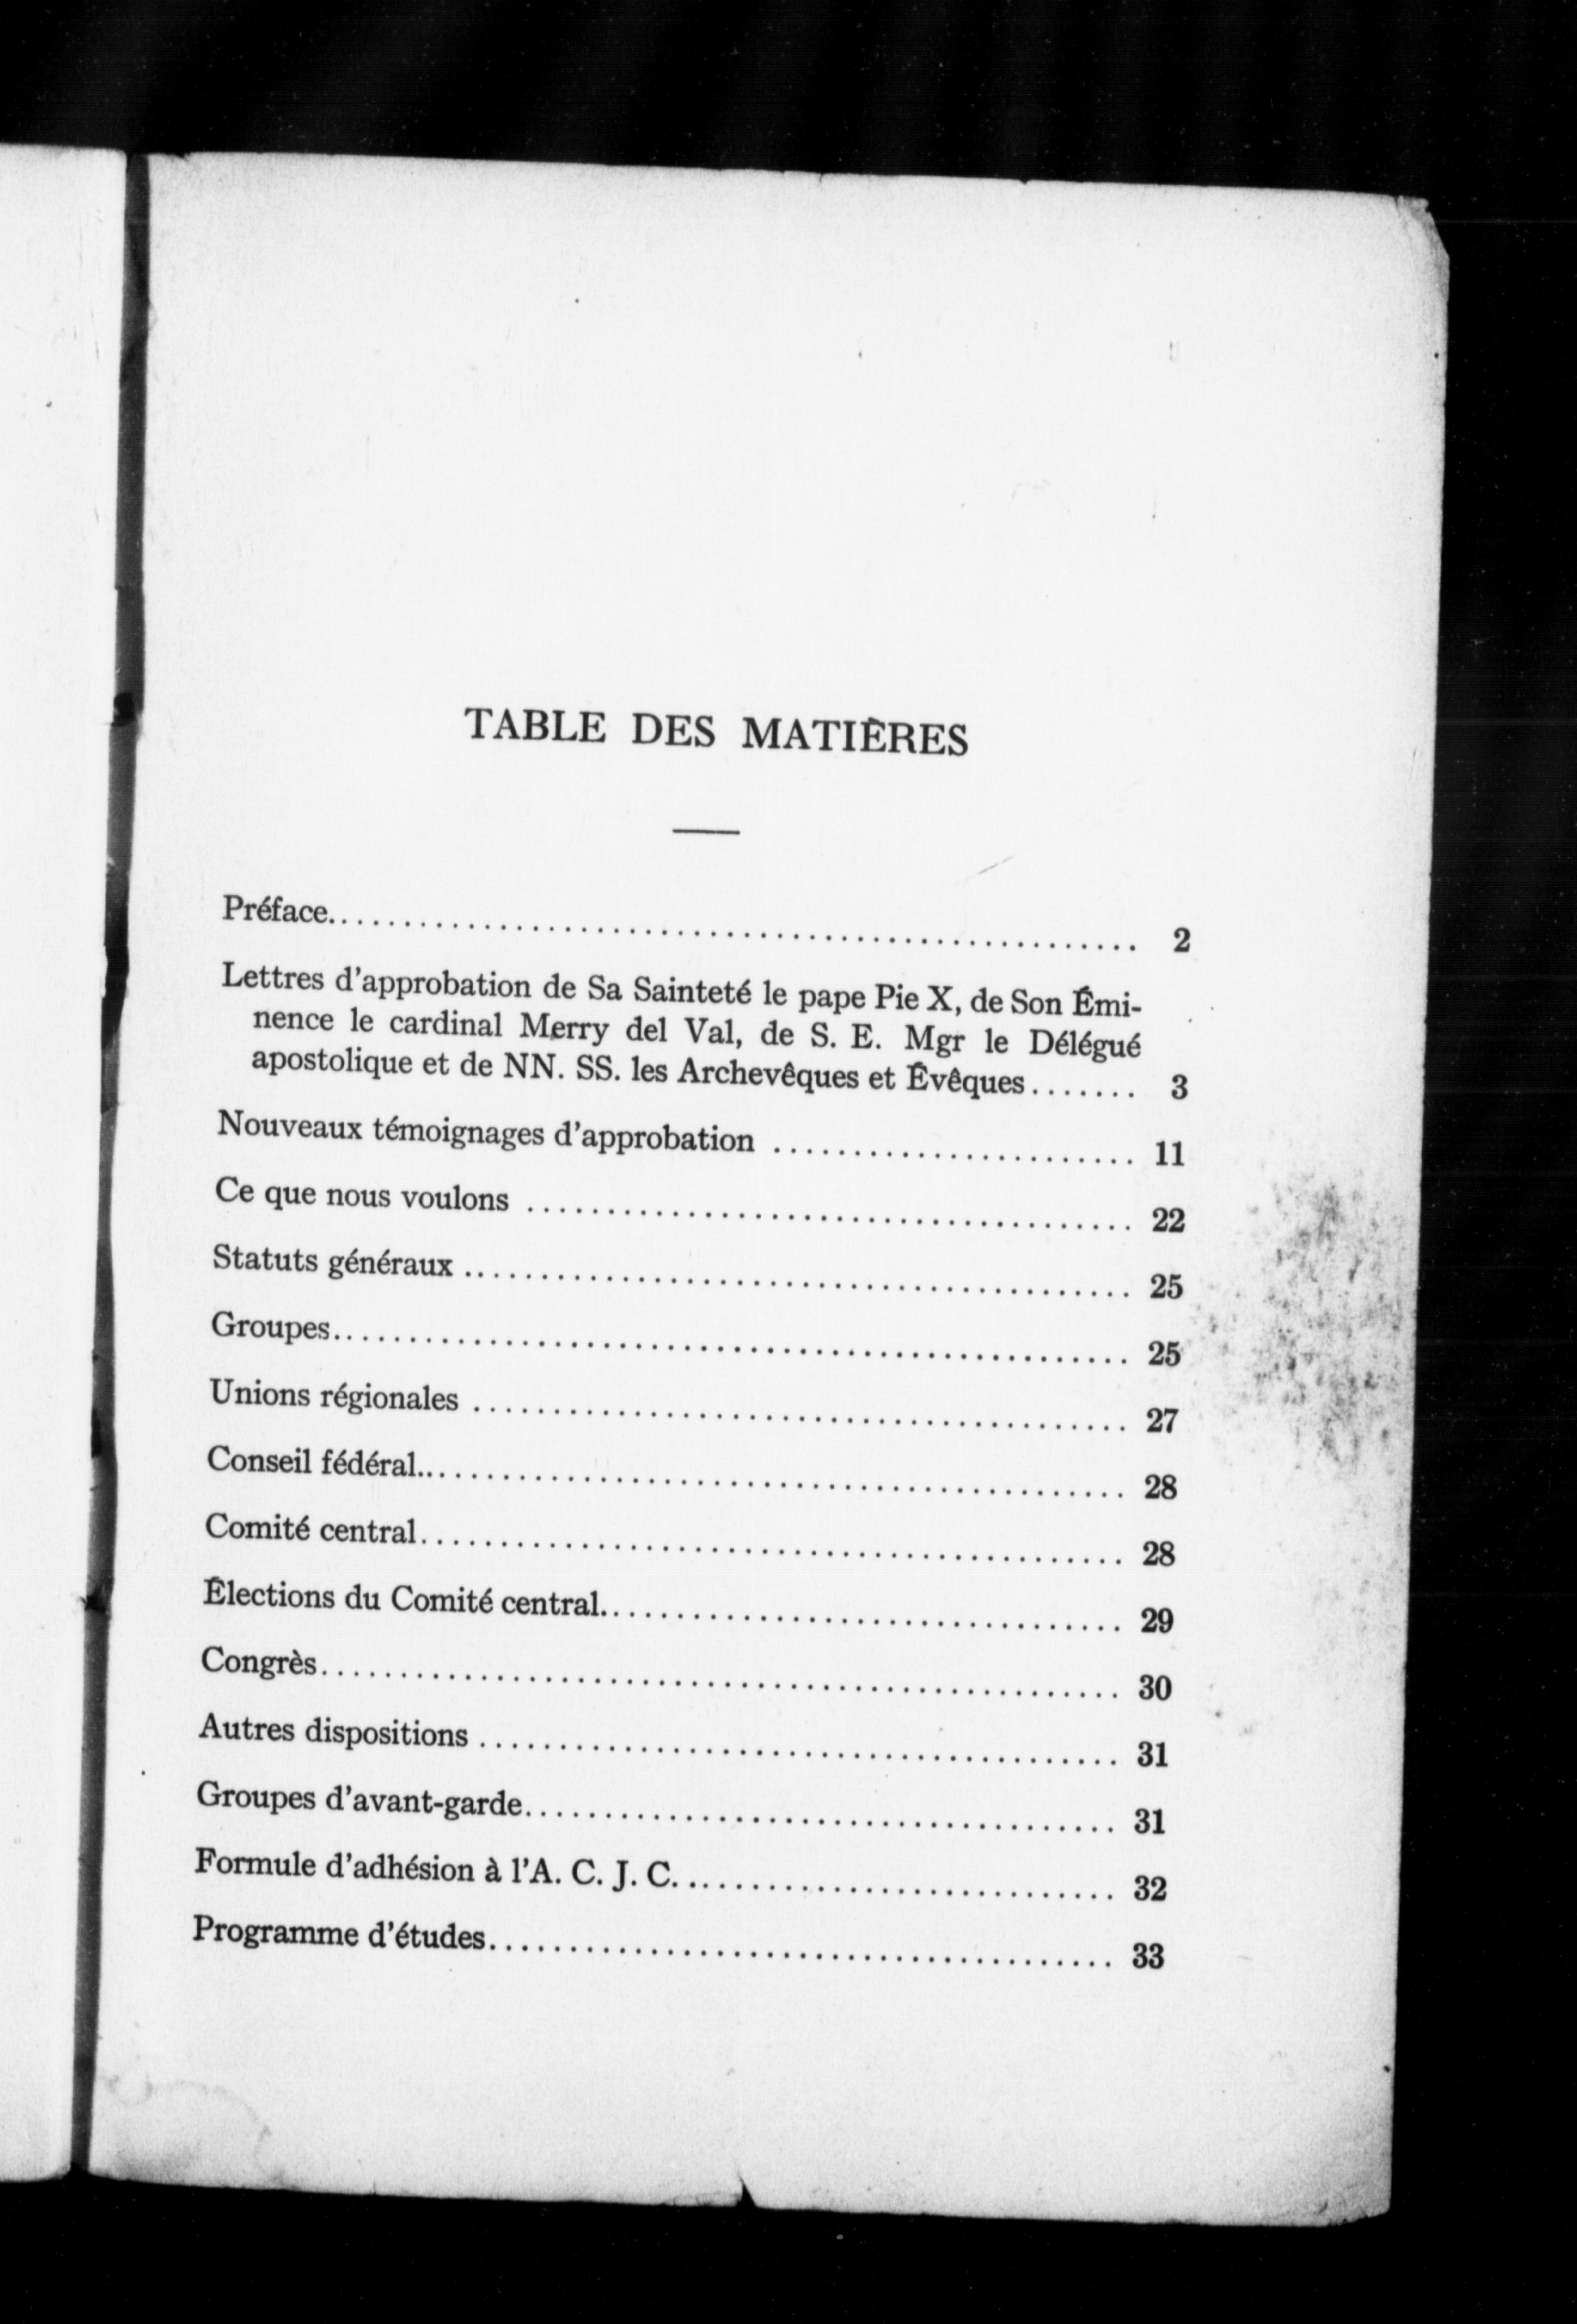 TABLE DES MATIÈRES
Préface.................................................... 2
Lettres d'approbation de Sa Sainteté le pape Pie X, de Son Émi-
nence le cardinal Merry del Val, de S. E. Mgr le Délégué
apostolique et de NN. SS. les Archevêques et Évêques....... 3
Nouveaux témoignages d'approbation ....................... 11
Ce que nous voulons ....................................... 22
Statuts généraux ........................................... 25
Groupes.................................................... 25
Unions régionales .......................................... 27
Conseil fédéral.............................................. 28
Comité central.............................................. 28
Élections du Comité central.................................. 29
Congrès.................................................... 30
Autres dispositions ......................................... 31
Groupes d'avant-garde...................................... 31
Formule d'adhésion à l'A. C. J. C............................. 32
Programme d'études........................................ 33